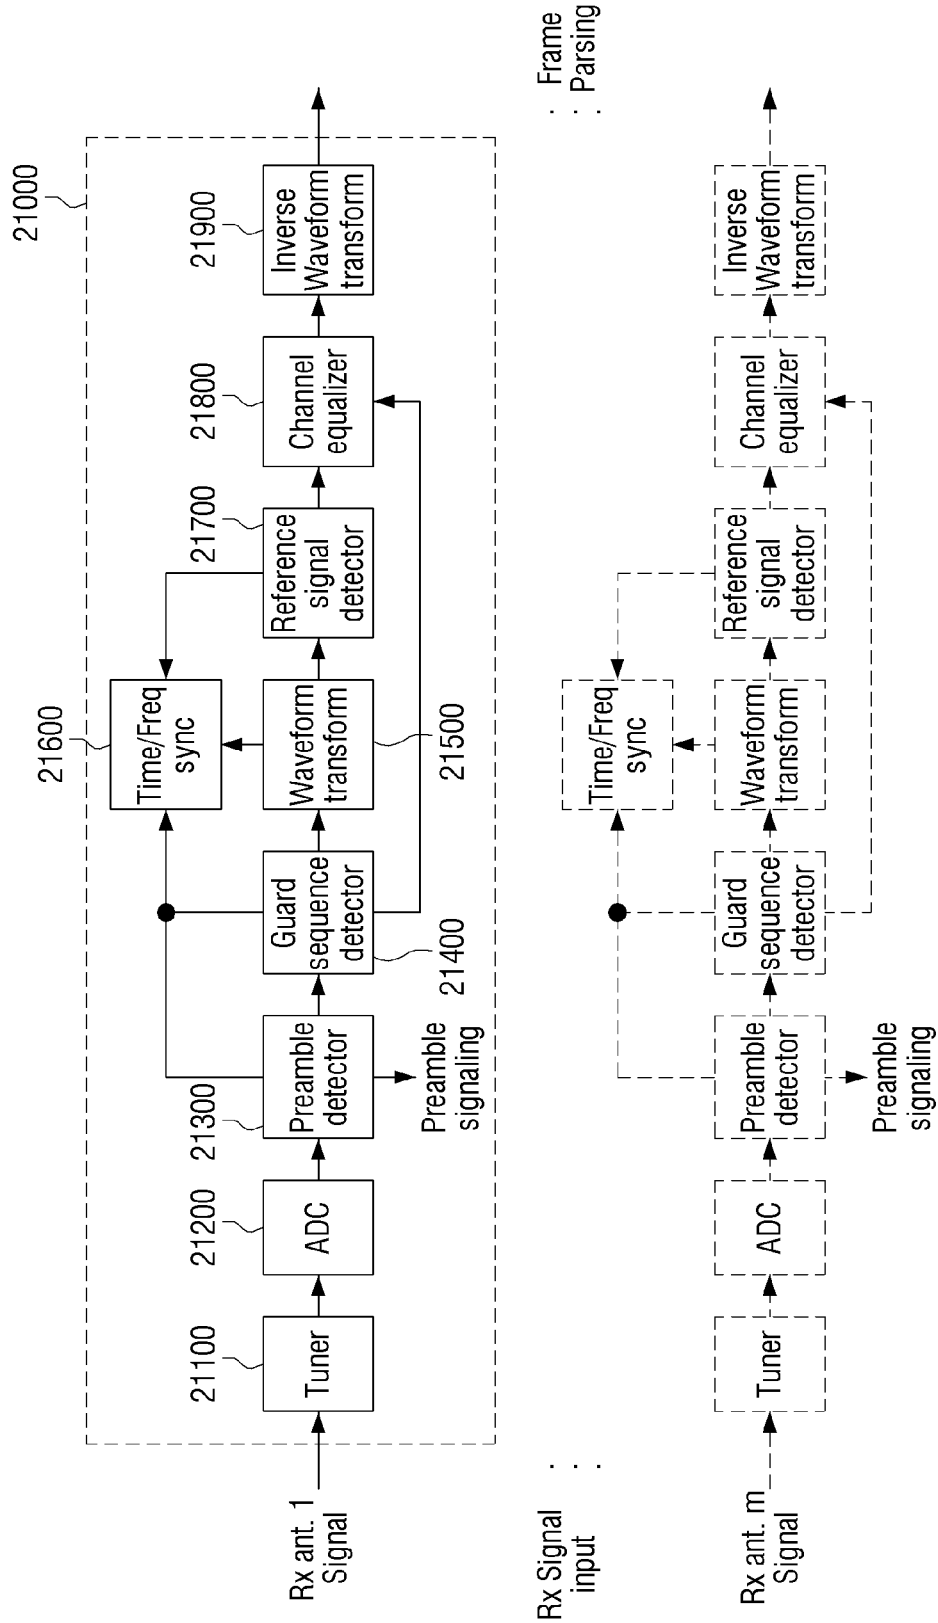 21000
21600
Time/Freq
sync
21100
21200
21300
21700
21800
21900
Rx ant. 1
Signal
Tuner
ADC
Preamble
detector
Guard
sequence
detector
Waveform
transform
Reference
signal
detector
Channel
equalizer
Inverse
Waveform
transform
21400
21500
Preamble
signaling
Rx Signal
input
. . .
. . .
Frame
Parsing
Time/Freq
sync
Rx ant. m
Signal
Tuner
ADC
Preamble
detector
Guard
sequence
detector
Waveform
transform
Reference
signal
detector
Channel
equalizer
Inverse
Waveform
transform
Preamble
signaling